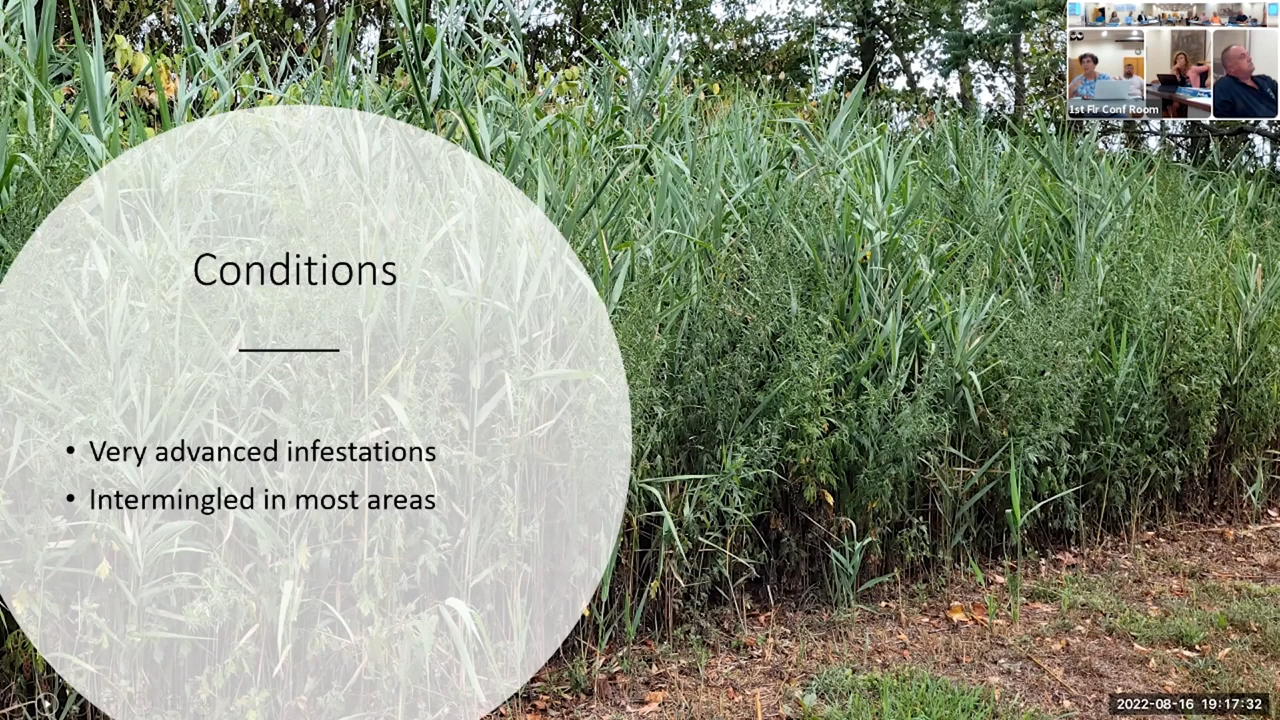 1st Flr Conf Room
Conditions
• Very advanced infestations
• Intermingled in most areas
2022-08-16 19:17:32